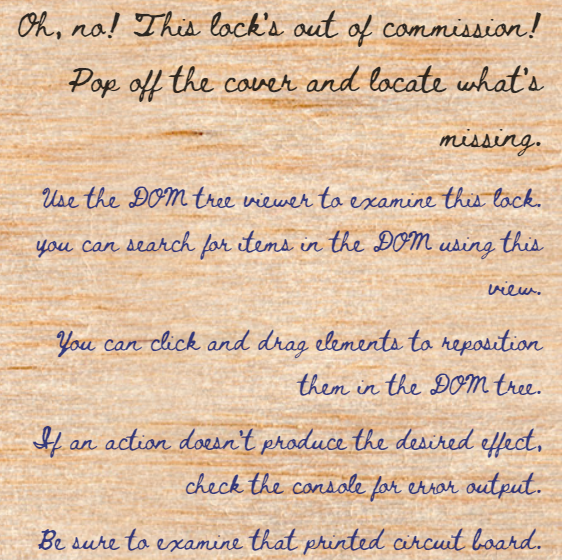 Oh, no! This lock's out of commission!
Pop off the cover and locate what's
missing.
Use the DOM tree viewer to examine this lock.
you can search for items in the DOM using this
view.
You can click and drag elements to reposition
them in the DOM tree.
If an action doesn't produce the desired effect,
check the console for error output.
Be sure to examine that printed circuit board.